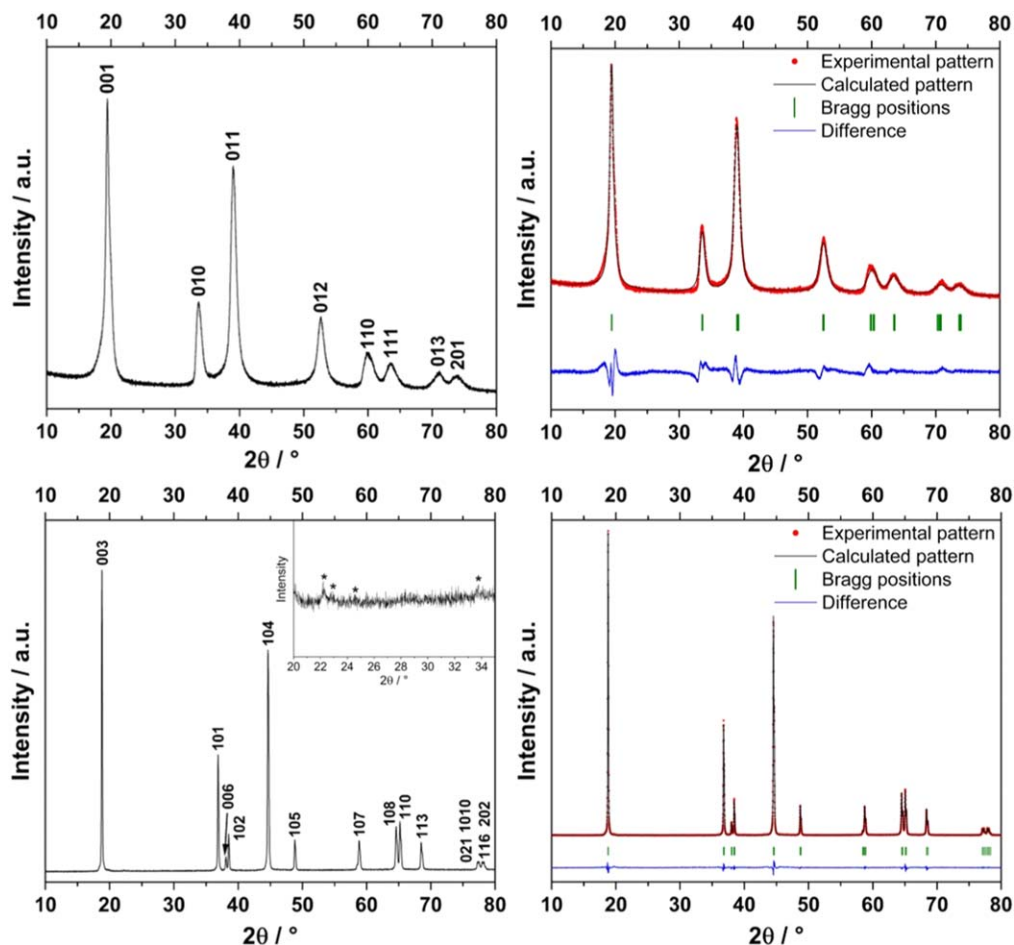 10 20 30 40 50 60 70 80
001
011
010
012
110
111
013
201
Intensity / a.u.
10 20 30 40 50 60 70 80
2θ / °
10 20 30 40 50 60 70 80
Experimental pattern
Calculated pattern
Bragg positions
Difference
Intensity / a.u.
10 20 30 40 50 60 70 80
2θ / °
10 20 30 40 50 60 70 80
003
104
101
006
102
105
107
108
110
113
021 1010
116 202
Intensity / a.u.
Intensity
* * * *
20 22 24 26 28 30 32 34
2θ / °
10 20 30 40 50 60 70 80
2θ / °
10 20 30 40 50 60 70 80
Experimental pattern
Calculated pattern
Bragg positions
Difference
Intensity / a.u.
10 20 30 40 50 60 70 80
2θ / °